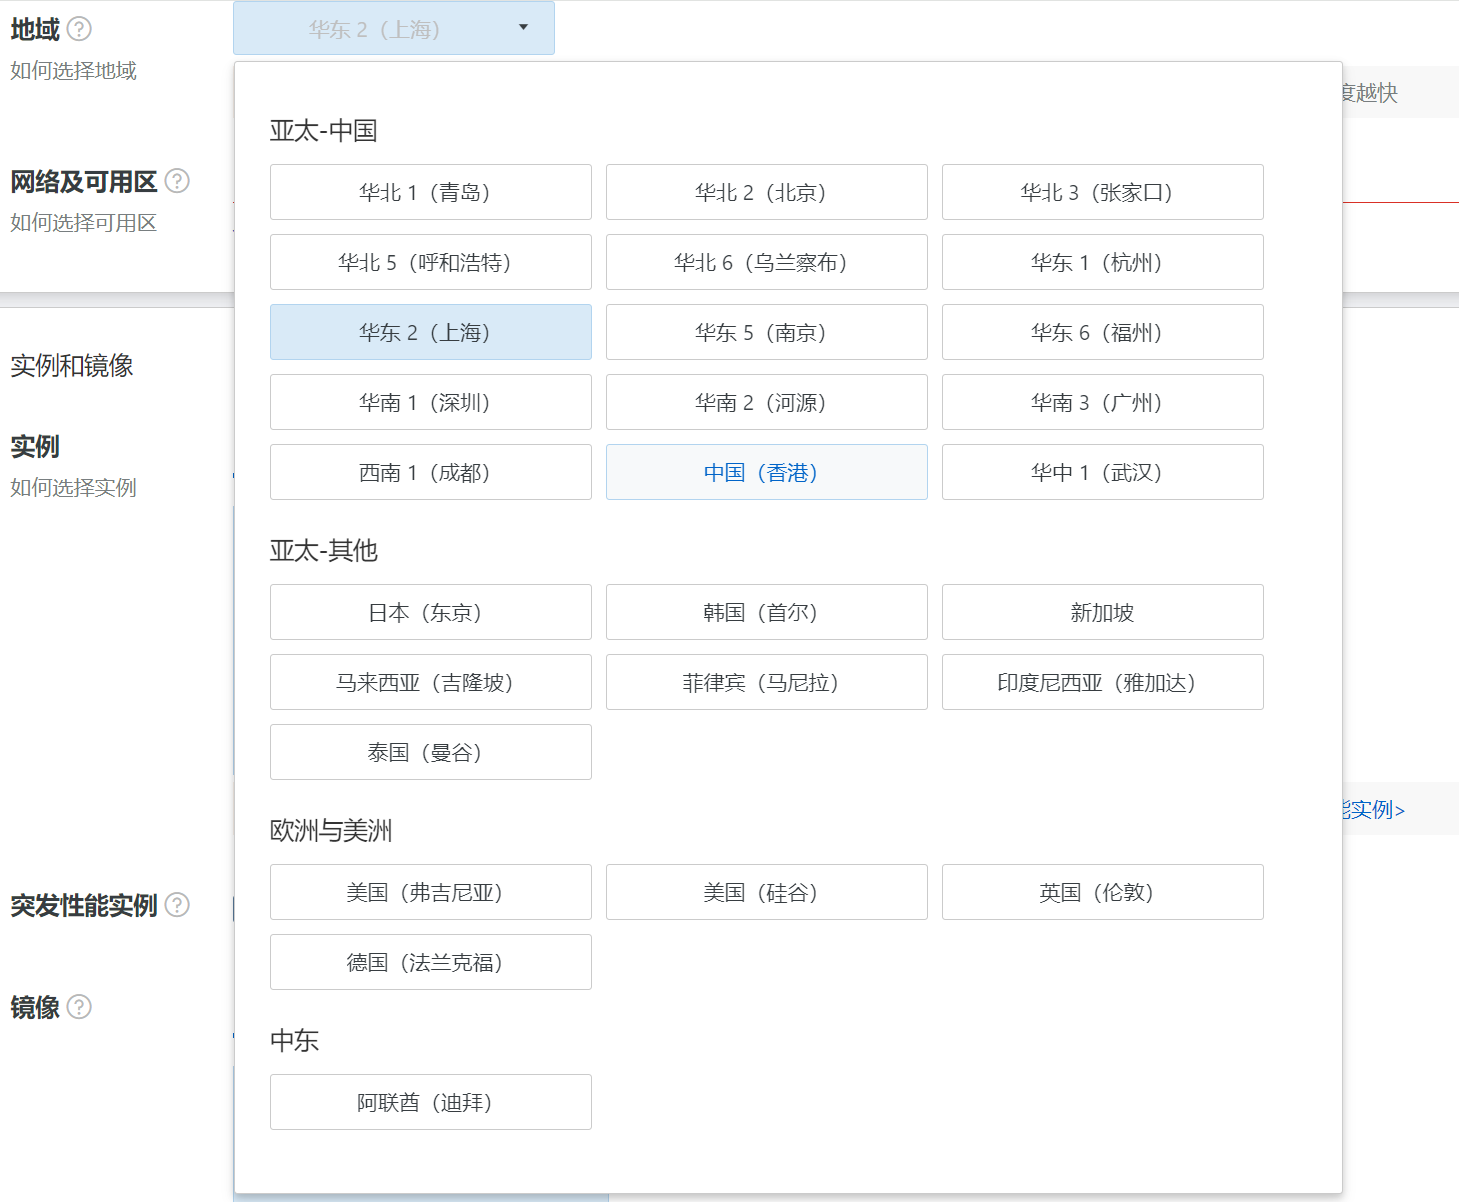 地域
华东 2（上海）
如何选择地域
度越快
网络及可用区
如何选择可用区
亚太-中国
华北 1（青岛）
华北 2（北京）
华北 3（张家口）
华北 5（呼和浩特）
华北 6（乌兰察布）
华东 1（杭州）
华东 2（上海）
华东 5（南京）
华东 6（福州）
华南 1（深圳）
华南 2（河源）
华南 3（广州）
西南 1（成都）
中国（香港）
华中 1（武汉）
亚太-其他
日本（东京）
韩国（首尔）
新加坡
马来西亚（吉隆坡）
菲律宾（马尼拉）
印度尼西亚（雅加达）
泰国（曼谷）
欧洲与美洲
美国（弗吉尼亚）
美国（硅谷）
英国（伦敦）
德国（法兰克福）
中东
阿联酋（迪拜）
实例和镜像
实例
如何选择实例
能实例>
突发性能实例
镜像